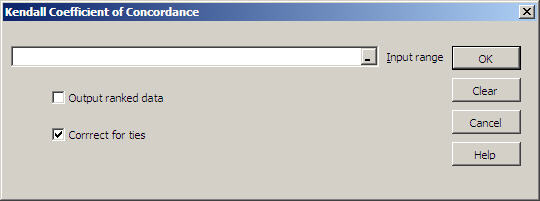 Kendall Coefficient of Concordance
Input range
OK
Output ranked data
Clear
Corrrect for ties
Cancel
Help